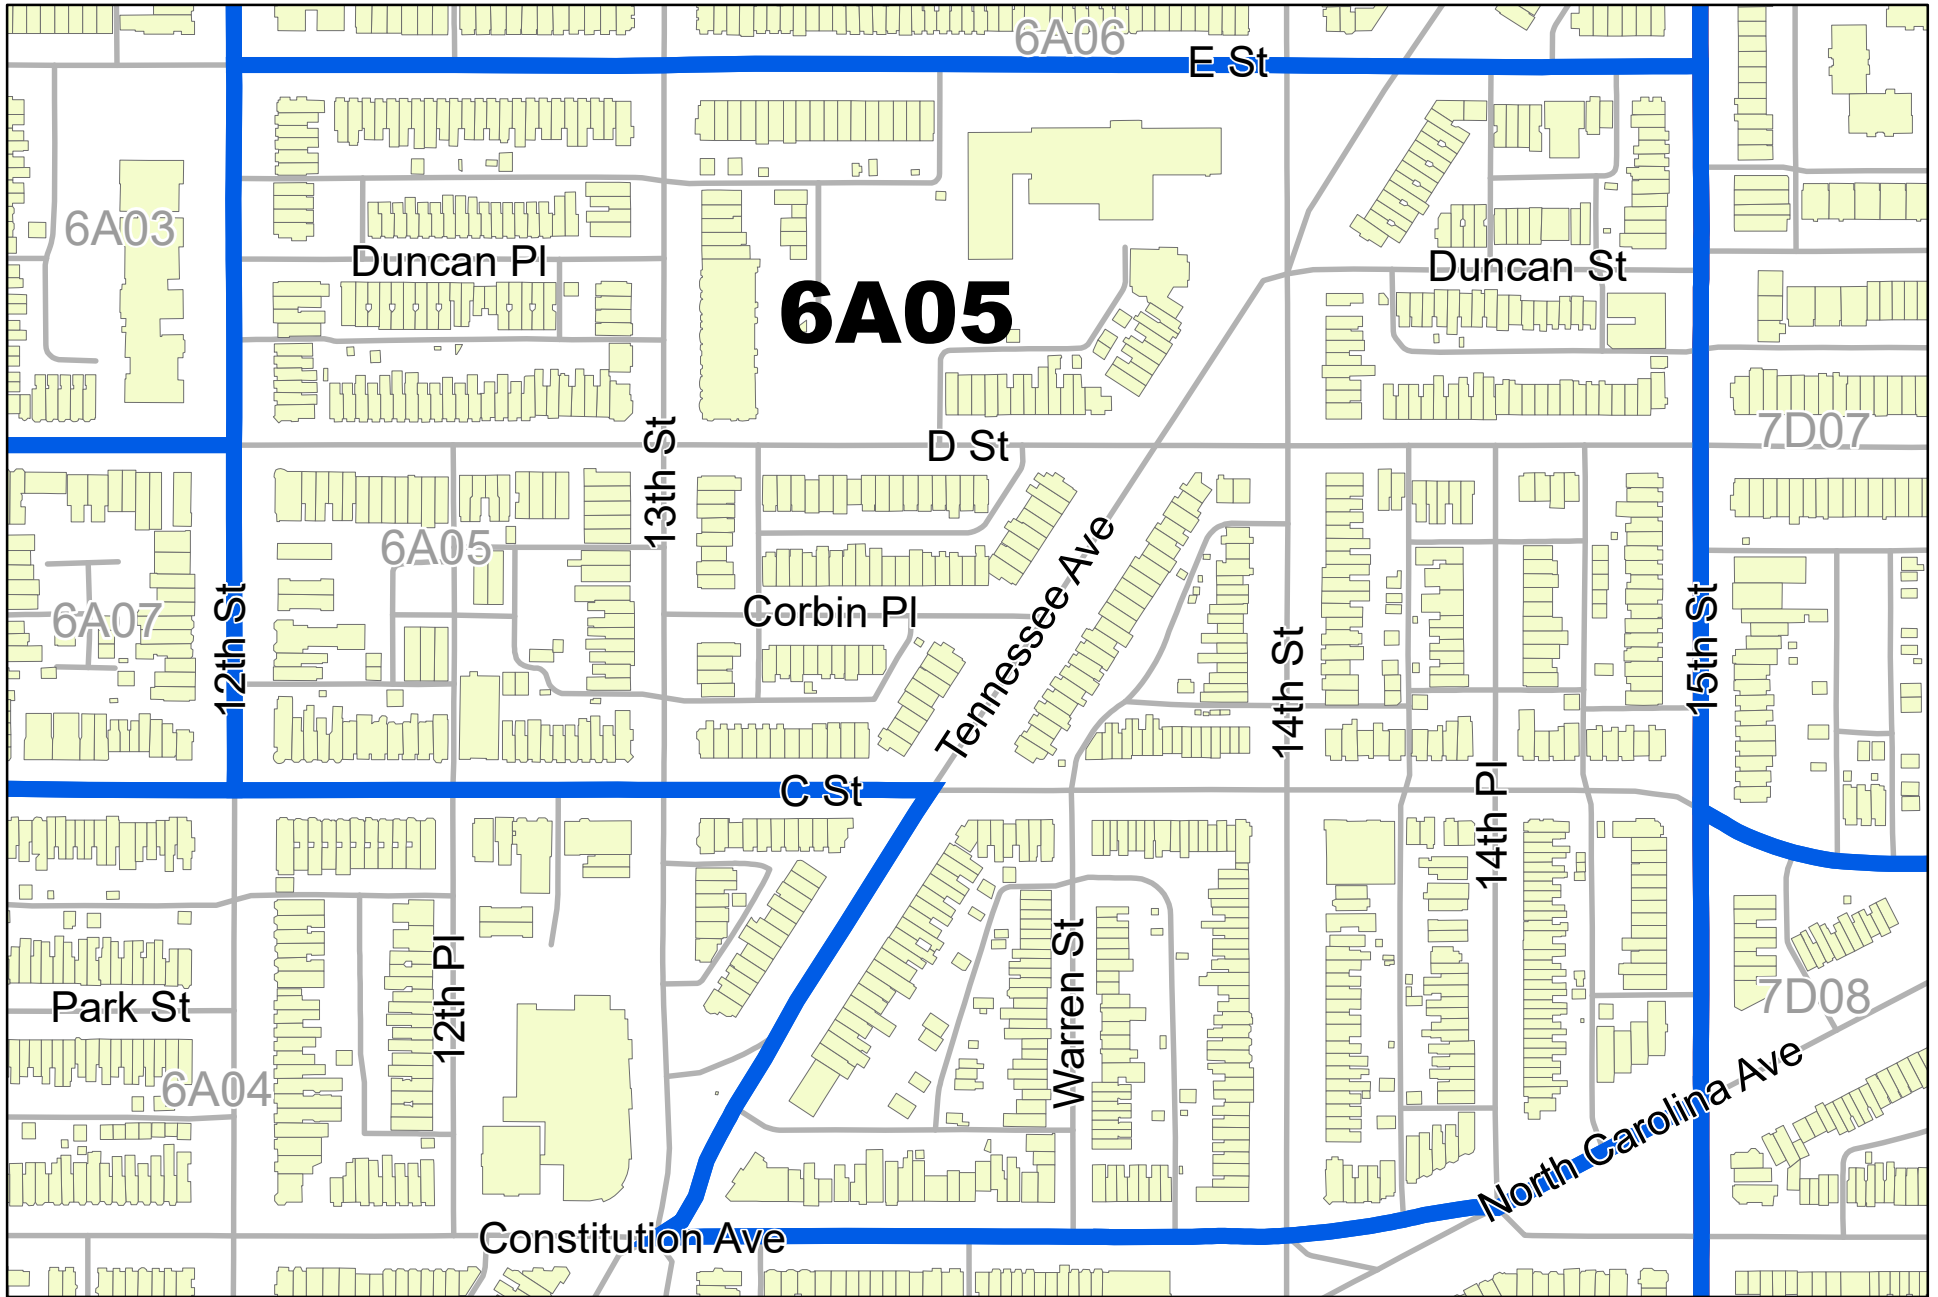 6A06
E St
6A03
Duncan Pl
Duncan St
6A05
7D07
D St
13th St
6A05
Tennessee Ave
6A07
12th St
Corbin Pl
14th St
15th St
C St
14th Pl
Warren St
12th Pl
Park St
7D08
6A04
North Carolina Ave
Constitution Ave